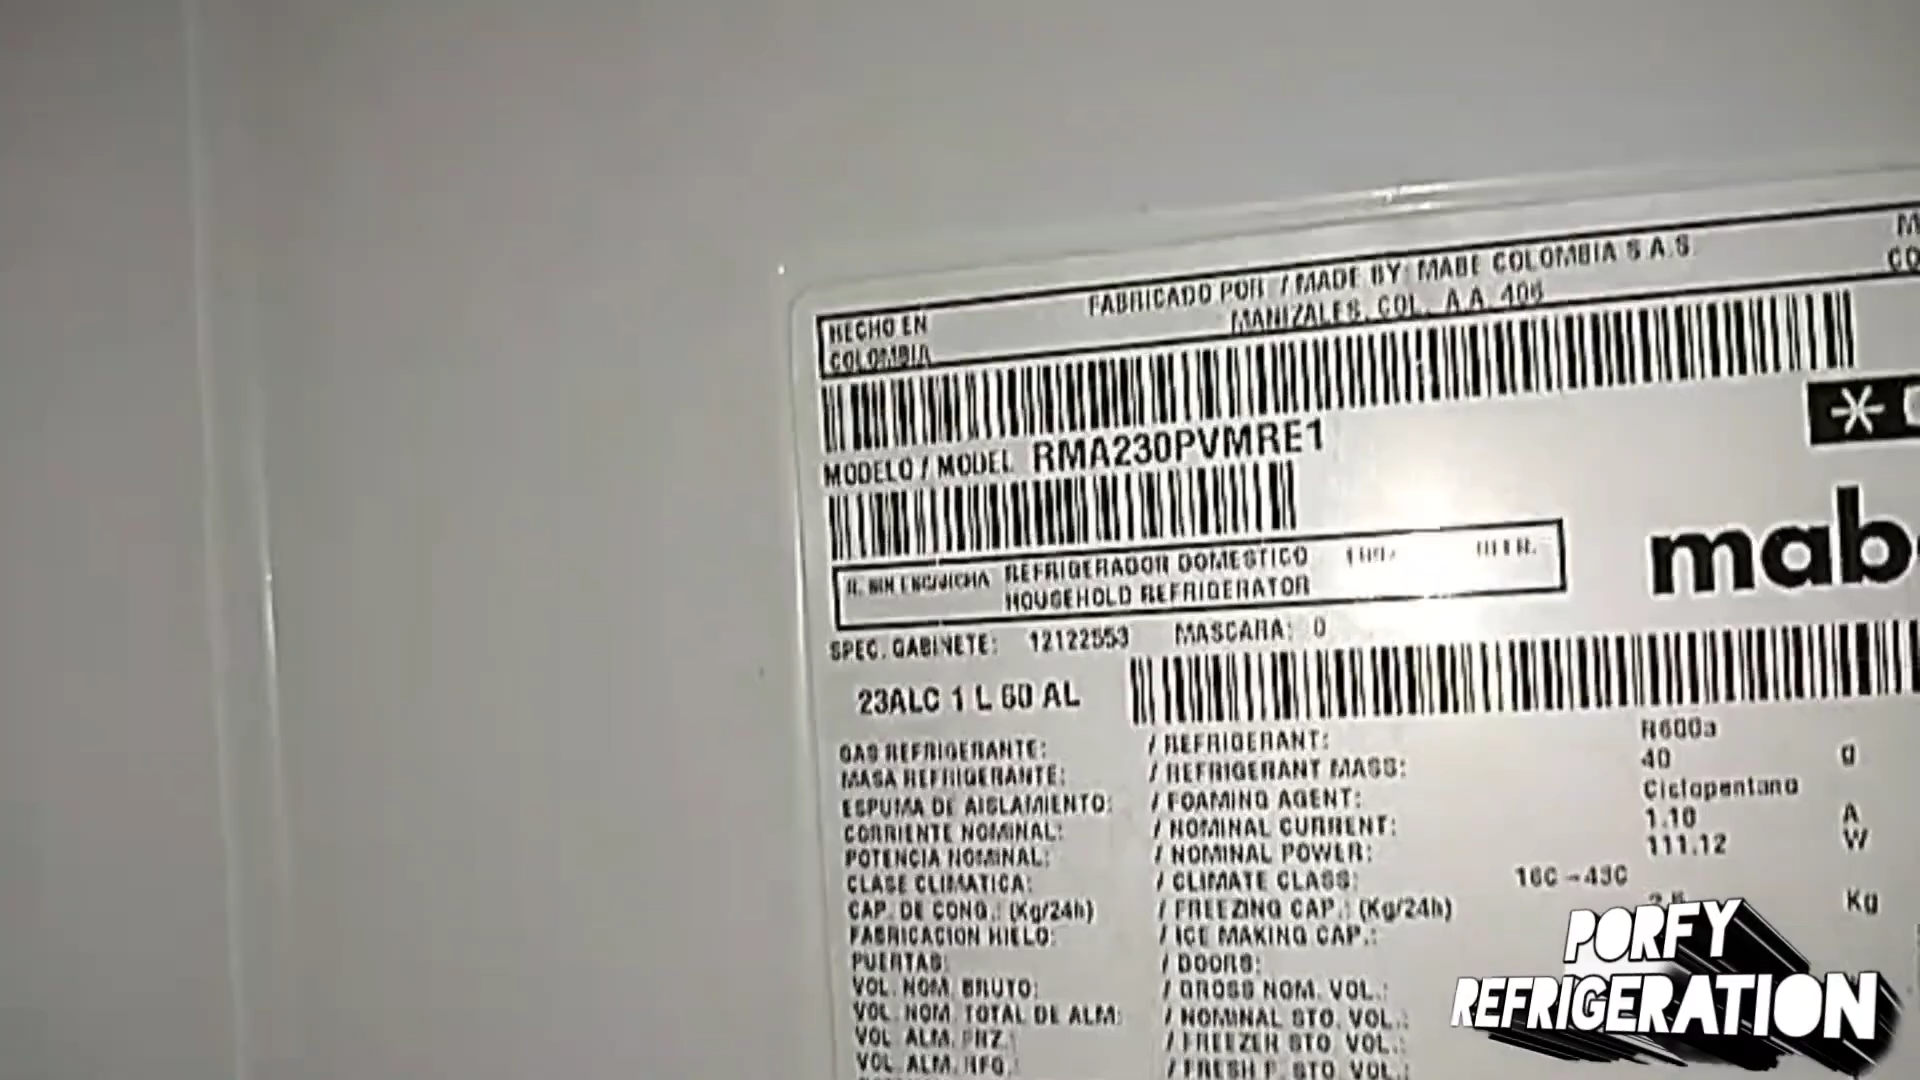 HECHO EN
COLOMBIA
FABRICADO POR / MADE BY: MABE COLOMBIA S.A.S.
MANIZALES, COL. A.A. 406
M
CO
MODELO / MODEL RMA230PVMRE1
mab
REFRIGERADOR DOMESTICO
HOUSEHOLD REFRIGERATOR
SPEC. GABINETE: 12122553 MASCARA: 0
23ALC 1 L 60 AL
GAS REFRIGERANTE: / REFRIGERANT: R600a
MASA REFRIGERANTE: / REFRIGERANT MASS: 40 g
ESPUMA DE AISLAMIENTO: / FOAMING AGENT: Ciclopentano
CORRIENTE NOMINAL: / NOMINAL CURRENT: 1.10 A
POTENCIA NOMINAL: / NOMINAL POWER: 111.12 W
CLASE CLIMATICA: / CLIMATE CLASS: 16C - 43C
CAP. DE CONG.: (Kg/24h) / FREEZING CAP.: (Kg/24h) Kg
FABRICACION HIELO: / ICE MAKING CAP.:
PUERTAS: / DOORS:
VOL. NOM. BRUTO: / GROSS NOM. VOL.:
VOL. NOM. TOTAL DE ALM: / NOMINAL STO. VOL.:
VOL. ALM. FRZ.: / FREEZER STO. VOL.:
VOL. ALM. RFG.: / FRESH F. STO. VOL.:
PORFY
REFRIGERATION